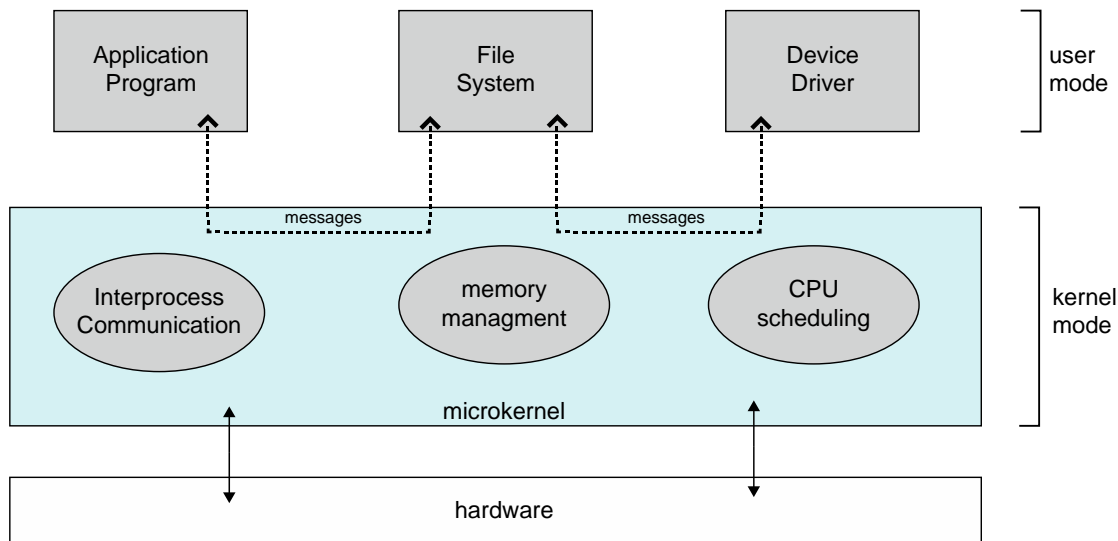 Application
Program
File
System
Device
Driver
user
mode
messages
messages
Interprocess
Communication
memory
managment
CPU
scheduling
kernel
mode
microkernel
hardware